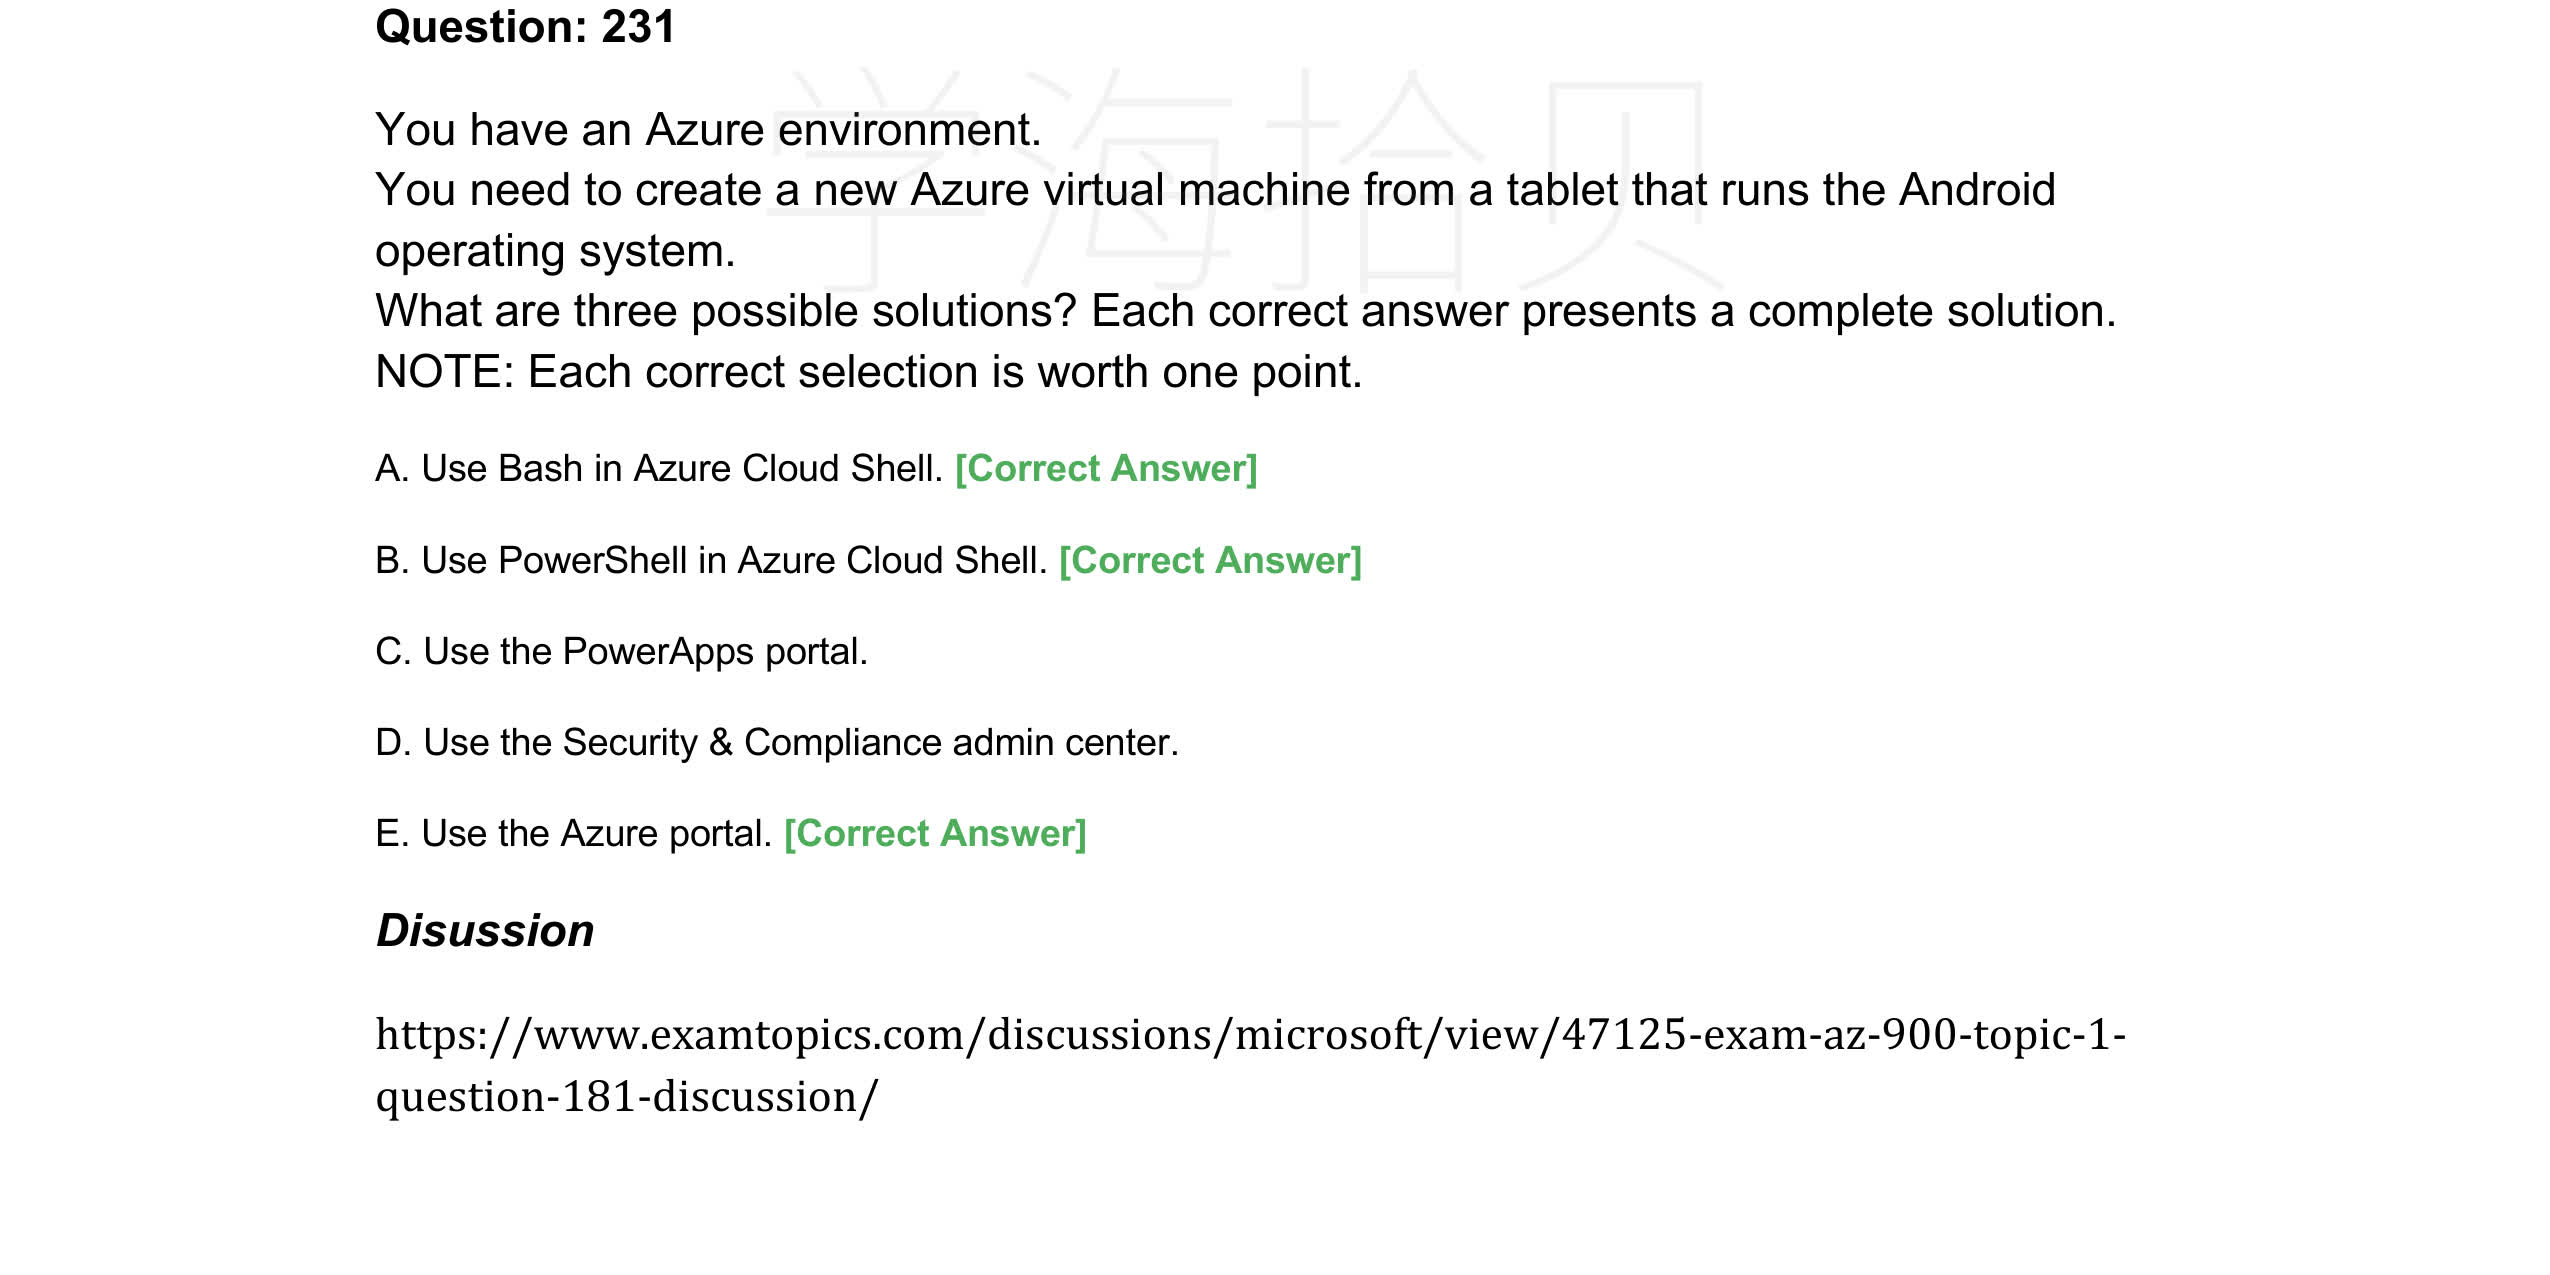 Question: 231
学海拾贝
You have an Azure environment.
You need to create a new Azure virtual machine from a tablet that runs the Android
operating system.
What are three possible solutions? Each correct answer presents a complete solution.
NOTE: Each correct selection is worth one point.
A. Use Bash in Azure Cloud Shell. [Correct Answer]
B. Use PowerShell in Azure Cloud Shell. [Correct Answer]
C. Use the PowerApps portal.
D. Use the Security & Compliance admin center.
E. Use the Azure portal. [Correct Answer]
Disussion
https://www.examtopics.com/discussions/microsoft/view/47125-exam-az-900-topic-1-
question-181-discussion/